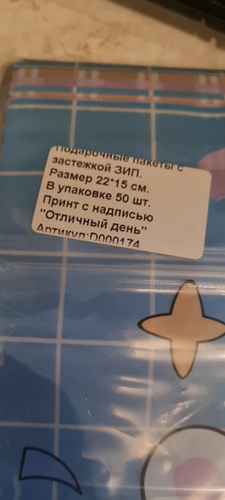 Подарочные пакеты с
застежкой ЗИП.
Размер 22*15 см.
В упаковке 50 шт.
Принт с надписью
"Отличный день"
Артикул:D000174